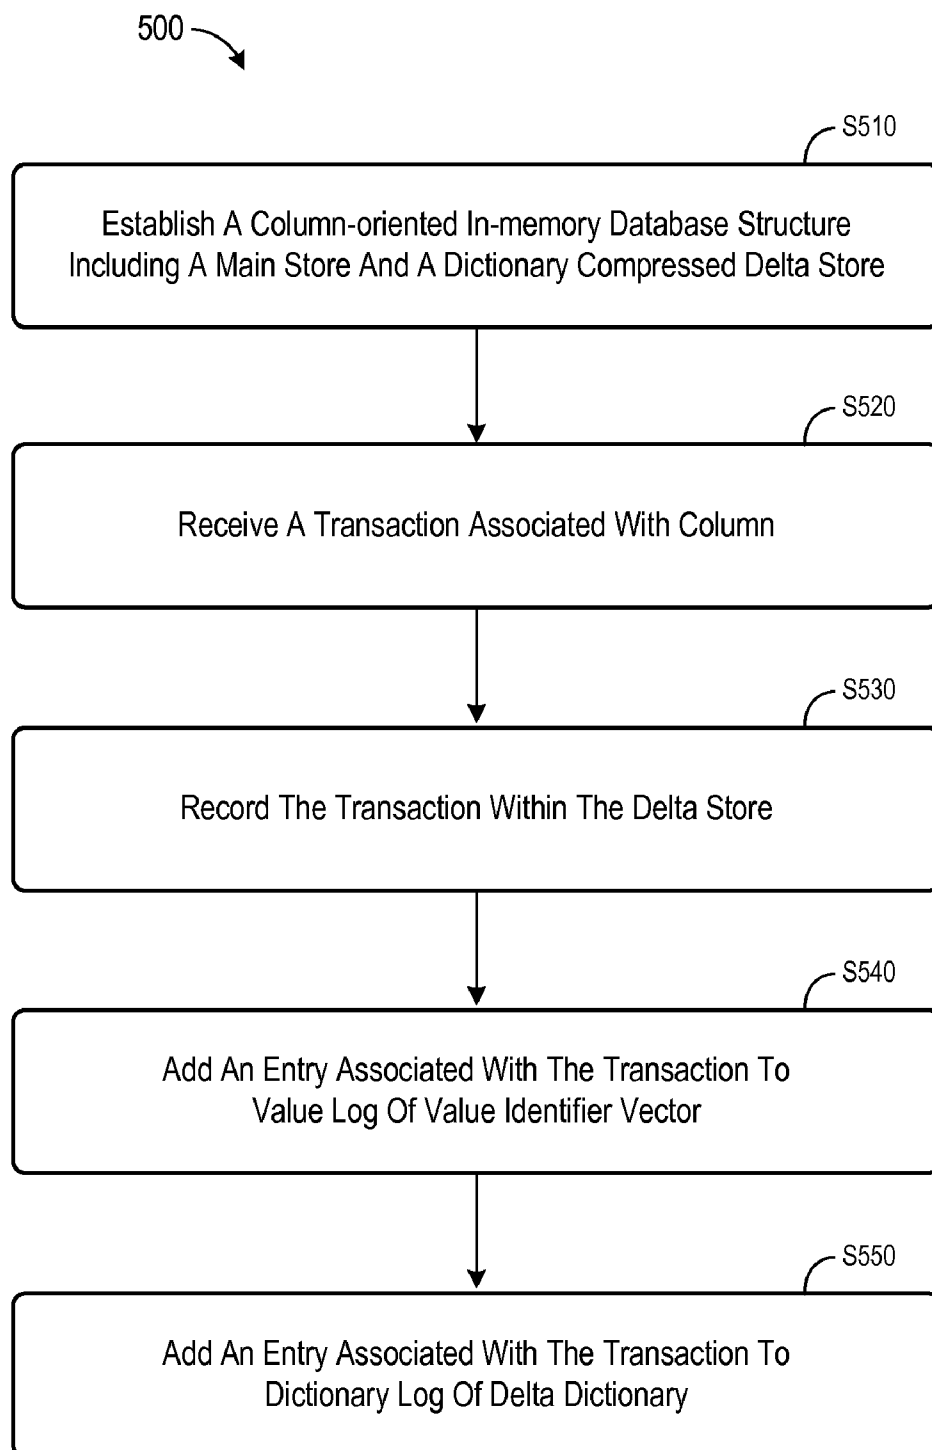 500
S510
Establish A Column-oriented In-memory Database Structure
Including A Main Store And A Dictionary Compressed Delta Store
S520
Receive A Transaction Associated With Column
S530
Record The Transaction Within The Delta Store
S540
Add An Entry Associated With The Transaction To
Value Log Of Value Identifier Vector
S550
Add An Entry Associated With The Transaction To
Dictionary Log Of Delta Dictionary